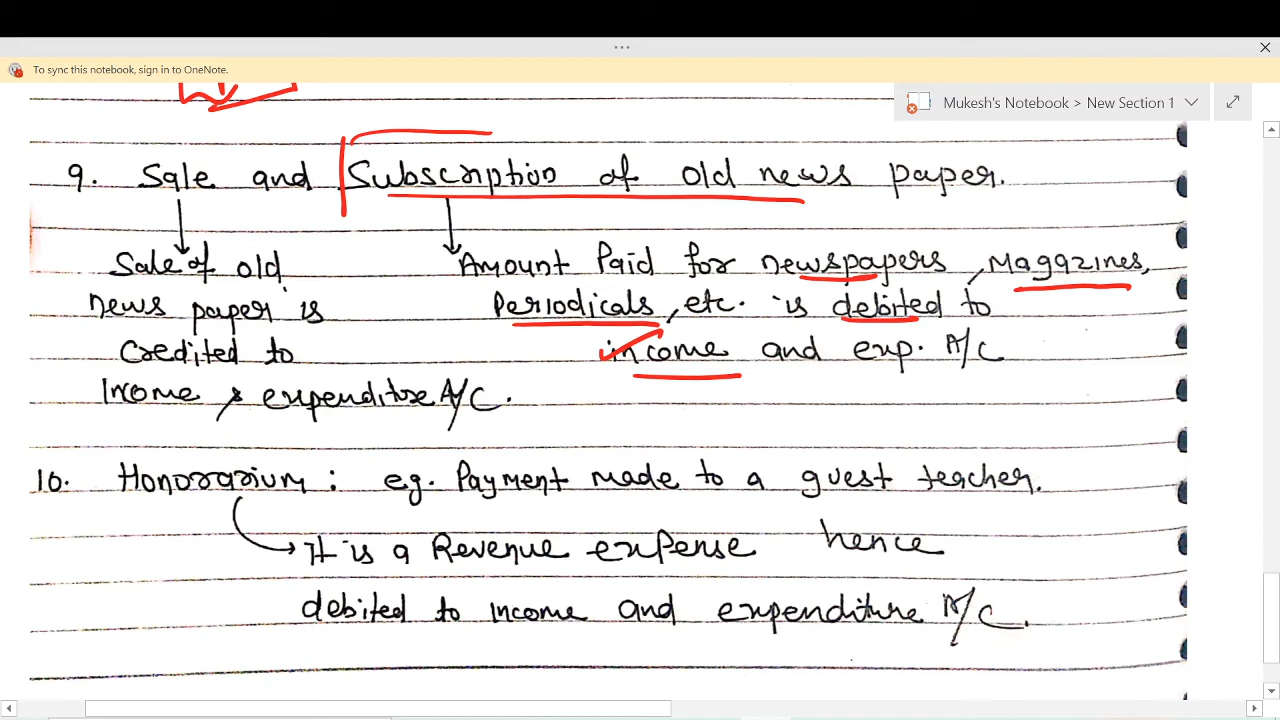 To sync this notebook, sign in to OneNote.
Mukesh's Notebook > New Section 1
9. Sale and Subscription of old news paper.
Sale of old
news paper is
Credited to
Income & expenditure A/C.
Amount Paid for newspapers, Magazines,
Periodicals, etc. is debited to
income and exp. A/C
10. Honorarium : eg. Payment made to a guest teacher.
It is a Revenue expense hence
debited to Income and expenditure A/C.